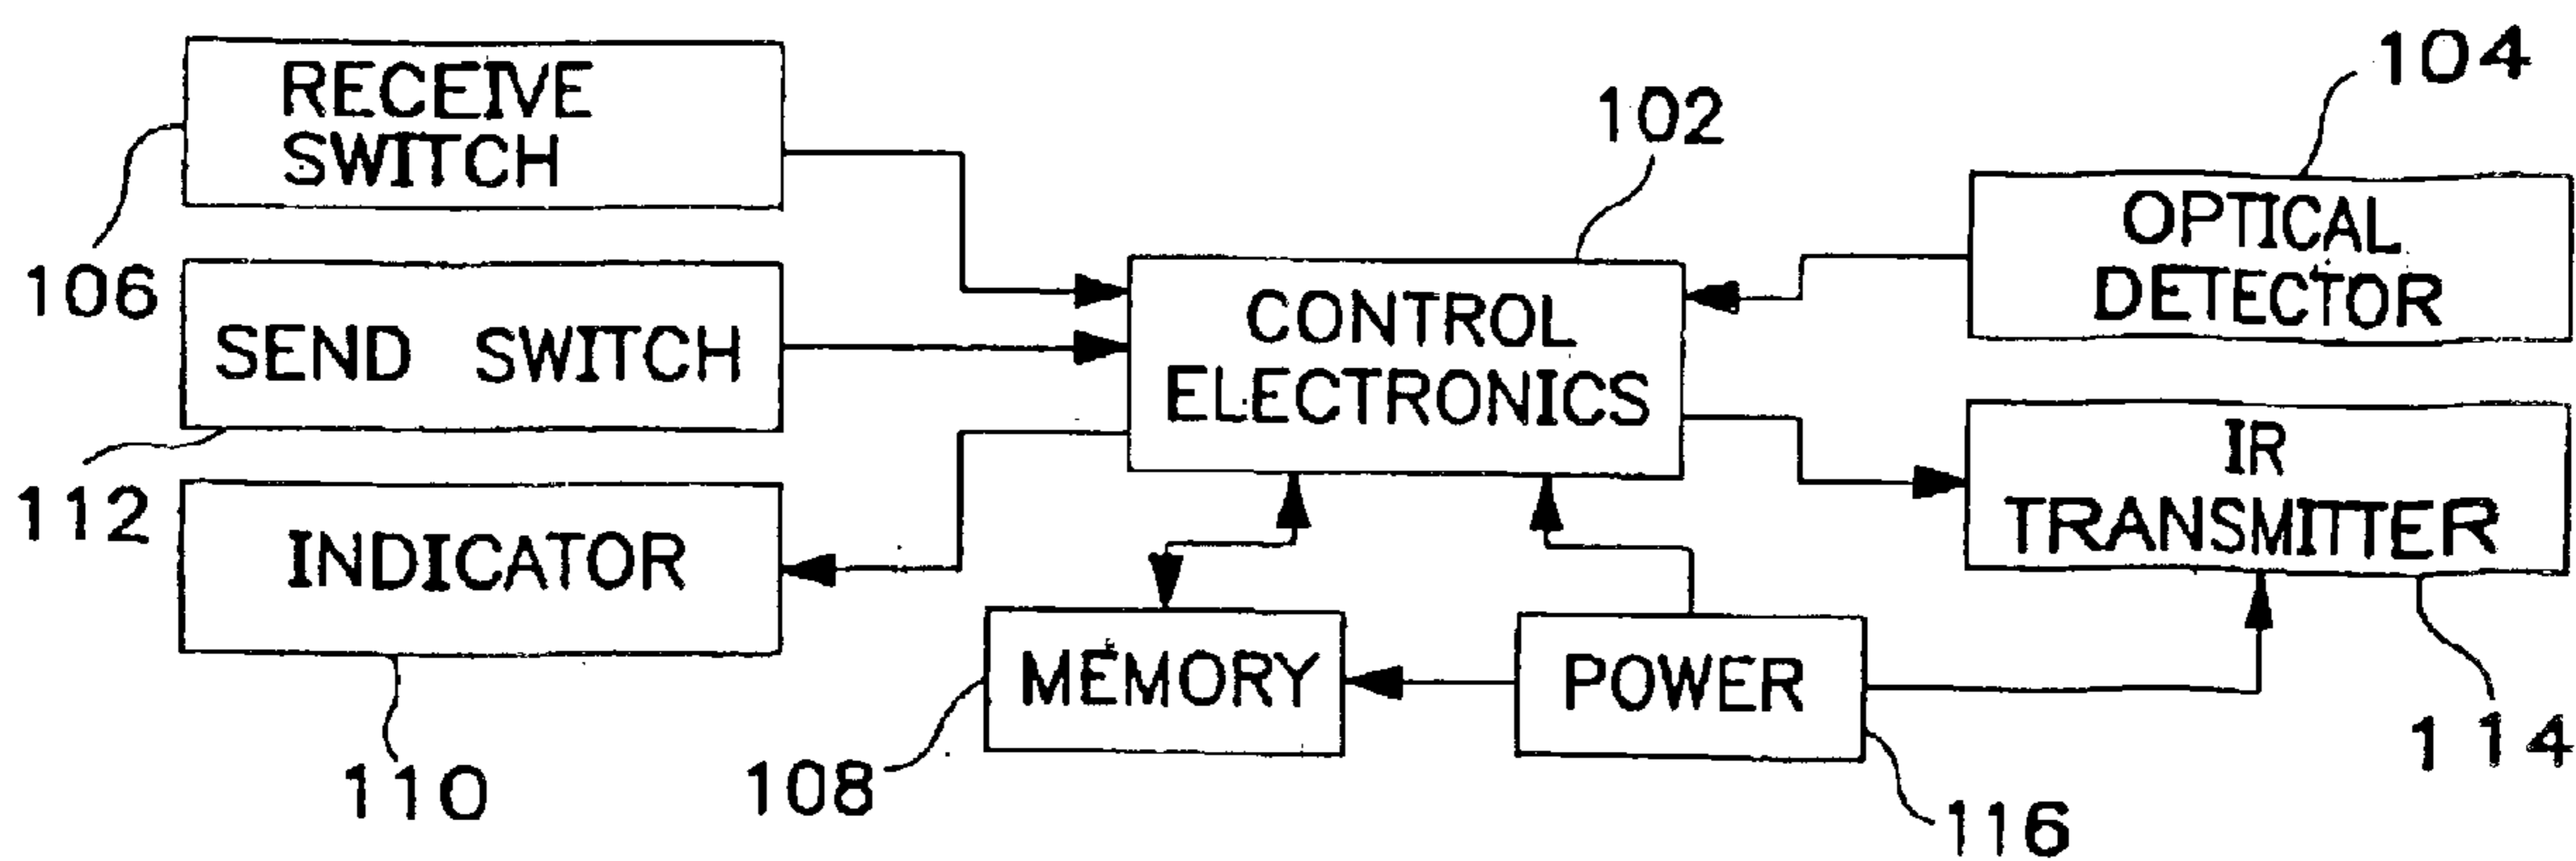 RECEIVE
SWITCH
106
SEND SWITCH
112
INDICATOR
110
102
CONTROL
ELECTRONICS
MEMORY
108
POWER
116
104
OPTICAL
DETECTOR
IR
TRANSMITTER
114